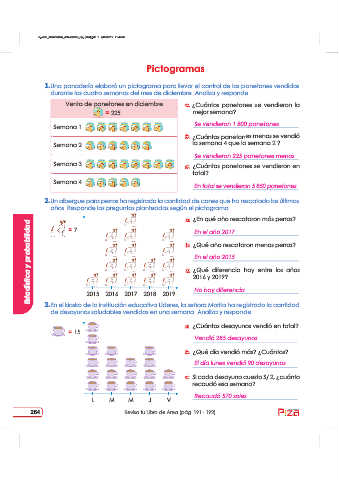 Pictogramas
1. Una panadería elaboró un pictograma para llevar el control de los panetones vendidos
durante las cuatro semanas del mes de diciembre. Analiza y responde.
Venta de panetones en diciembre
= 225
Semana 1
Semana 2
Semana 3
Semana 4
a. ¿Cuántos panetones se vendieron la
mejor semana?
Se vendieron 1 800 panetones
b. ¿Cuántos panetones menos se vendió
la semana 4 que la semana 2?
Se vendieron 225 panetones menos
c. ¿Cuántos panetones se vendieron en
total?
En total se vendieron 5 850 panetones
2. Un albergue para perros ha registrado la cantidad de canes que ha rescatado los últimos
años. Responde las preguntas planteadas según el pictograma.
= 7
2015 2016 2017 2018 2019
a. ¿En qué año rescataron más perros?
En el año 2017
b. ¿Qué año rescataron menos perros?
En el año 2015
c. ¿Qué diferencia hay entre los años
2016 y 2019?
No hay diferencia
3. En el kiosko de la institución educativa Líderes, la señora Martha ha registrado la cantidad
de desayunos saludables vendidos en una semana. Analiza y responde.
= 15
L M M J V
a. ¿Cuántos desayunos vendió en total?
Vendió 285 desayunos
b. ¿Qué día vendió más? ¿Cuántos?
El día lunes vendió 90 desayunos
c. Si cada desayuno cuesta S/ 2, ¿cuánto
recaudó esa semana?
Recaudó 570 soles
Estadística y probabilidad
264
Revisa tu Libro de Área (pág. 191 - 192)